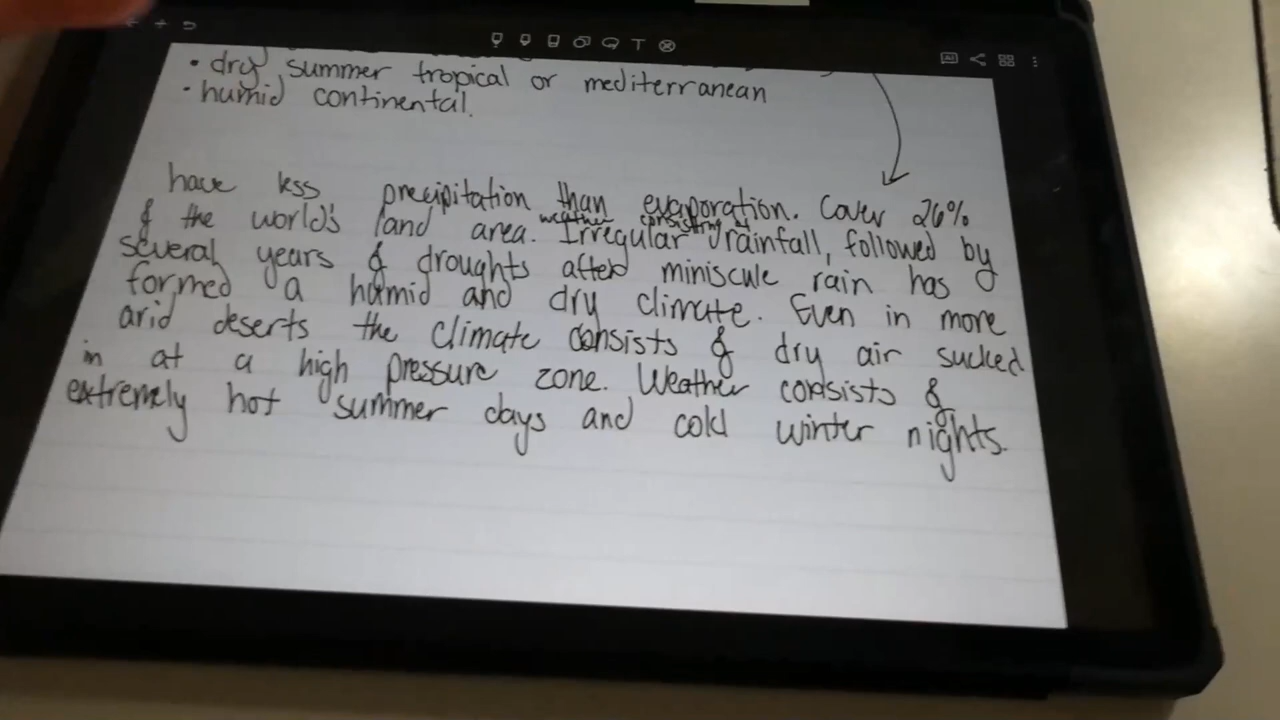 • dry summer tropical or mediterranean
• humid continental.
have less precipitation than evaporation. Cover 26%
of the world's land area. Irregular weather consisting of rainfall, followed by
several years of droughts after miniscule rain has
formed a humid and dry climate. Even in more
arid deserts the climate consists of dry air sucked
in at a high pressure zone. Weather consists of
extremely hot summer days and cold winter nights.